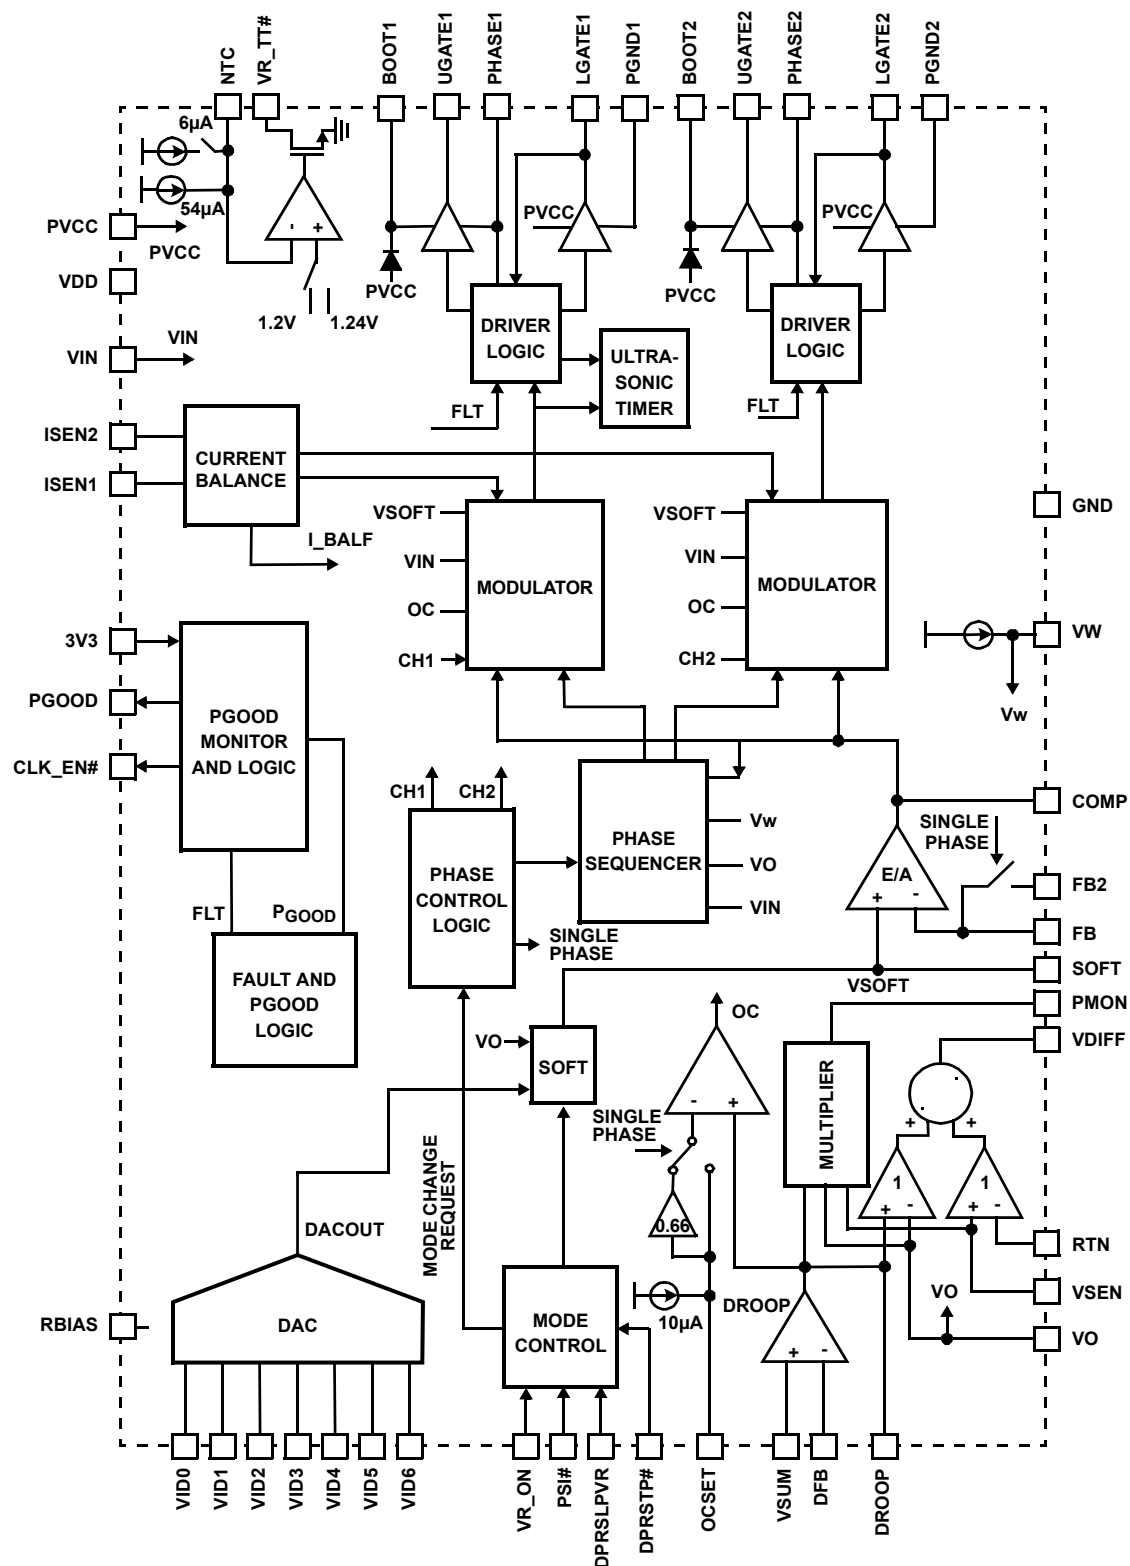 NTC
VR_TT#
BOOT1
UGATE1
PHASE1
LGATE1
PGND1
BOOT2
UGATE2
PHASE2
LGATE2
PGND2
6µA
54µA
- +
PVCC
PVCC
VDD
1.2V
1.24V
VIN
VIN
PVCC
PVCC
PVCC
PVCC
DRIVER
LOGIC
ULTRA-
SONIC
TIMER
DRIVER
LOGIC
FLT
FLT
ISEN2
ISEN1
CURRENT
BALANCE
I_BALF
VSOFT
VIN
OC
CH1
MODULATOR
VSOFT
VIN
OC
CH2
MODULATOR
GND
VW
Vw
3V3
PGOOD
CLK_EN#
PGOOD
MONITOR
AND LOGIC
FLT
PGOOD
FAULT AND
PGOOD
LOGIC
CH1
CH2
PHASE
CONTROL
LOGIC
SINGLE
PHASE
PHASE
SEQUENCER
Vw
VO
VIN
E/A
+ -
SINGLE
PHASE
COMP
FB2
FB
SOFT
VSOFT
PMON
VDIFF
VO
SOFT
OC
- +
SINGLE
PHASE
0.66
MULTIPLIER
+ +
1
+ -
1
+ -
RTN
VSEN
VO
VO
MODE CHANGE
REQUEST
DACOUT
RBIAS
DAC
MODE
CONTROL
10µA
DROOP
+ -
VID0
VID1
VID2
VID3
VID4
VID5
VID6
VR_ON
PSI#
DPRSLPVR
DPRSTP#
OCSET
VSUM
DFB
DROOP